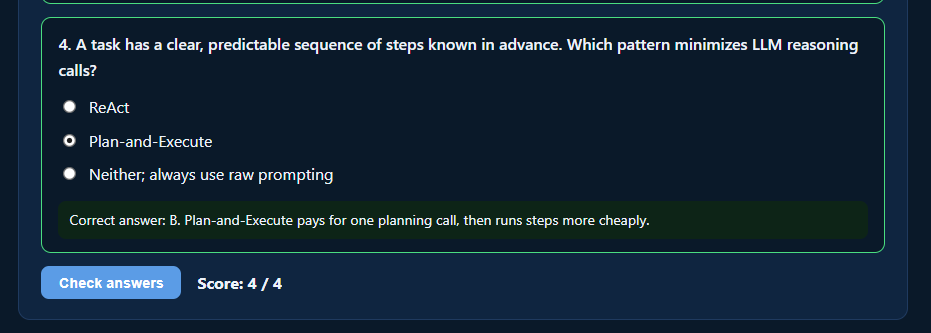 4. A task has a clear, predictable sequence of steps known in advance. Which pattern minimizes LLM reasoning
calls?
ReAct
Plan-and-Execute
Neither; always use raw prompting
Correct answer: B. Plan-and-Execute pays for one planning call, then runs steps more cheaply.
Check answers
Score: 4 / 4